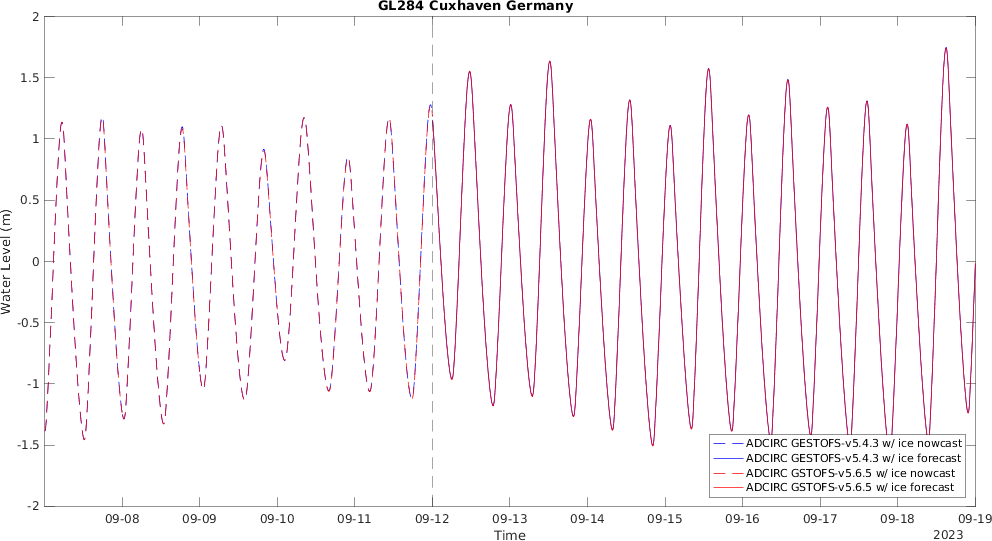 GL284 Cuxhaven Germany
2
1.5
1
0.5
0
-0.5
-1
-1.5
-2
Water Level (m)
ADCIRC GESTOFS-v5.4.3 w/ ice nowcast
ADCIRC GESTOFS-v5.4.3 w/ ice forecast
ADCIRC GSTOFS-v5.6.5 w/ ice nowcast
ADCIRC GSTOFS-v5.6.5 w/ ice forecast
09-08 09-09 09-10 09-11 09-12 09-13 09-14 09-15 09-16 09-17 09-18 09-19
Time
2023